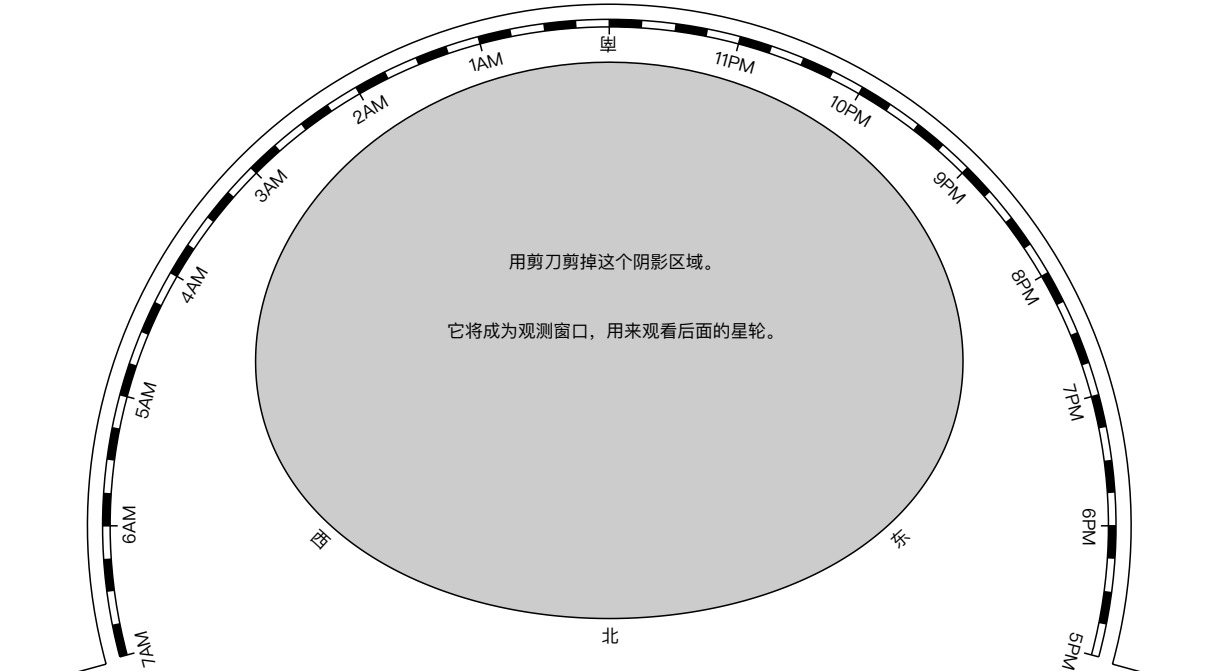 南
1AM
11PM
2AM
10PM
3AM
9PM
4AM
8PM
用剪刀剪掉这个阴影区域。
它将成为观测窗口，用来观看后面的星轮。
5AM
7PM
6AM
6PM
西
东
北
7AM
5PM